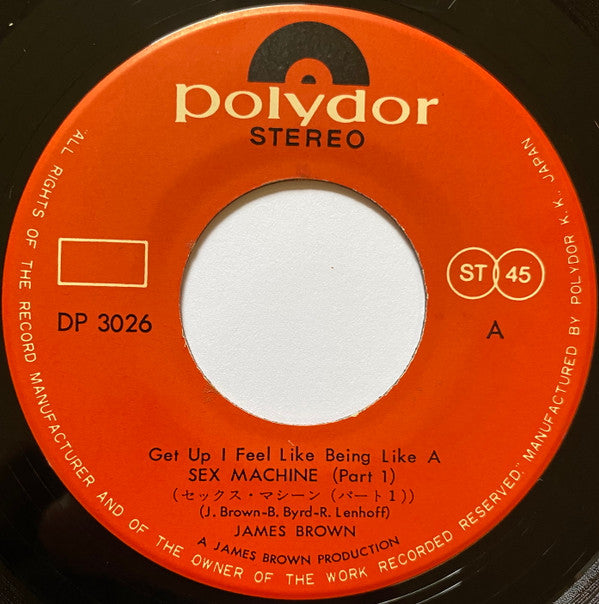 polydor
STEREO
ST 45
DP 3026
A
Get Up I Feel Like Being Like A
SEX MACHINE (Part 1)
(セックス・マシーン (パート1))
(J. Brown-B. Byrd-R. Lenhoff)
JAMES BROWN
A JAMES BROWN PRODUCTION
"ALL RIGHTS OF THE RECORD MANUFACTURER AND OF THE OWNER OF THE WORK RECORDED RESERVED." MANUFACTURED BY POLYDOR K. K., JAPAN